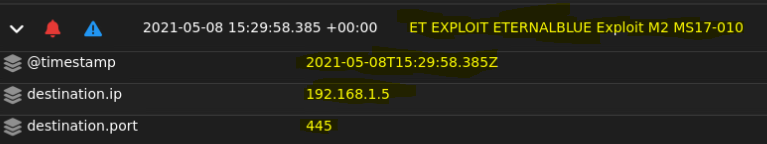 2021-05-08 15:29:58.385 +00:00 ET EXPLOIT ETERNALBLUE Exploit M2 MS17-010
@timestamp 2021-05-08T15:29:58.385Z
destination.ip 192.168.1.5
destination.port 445